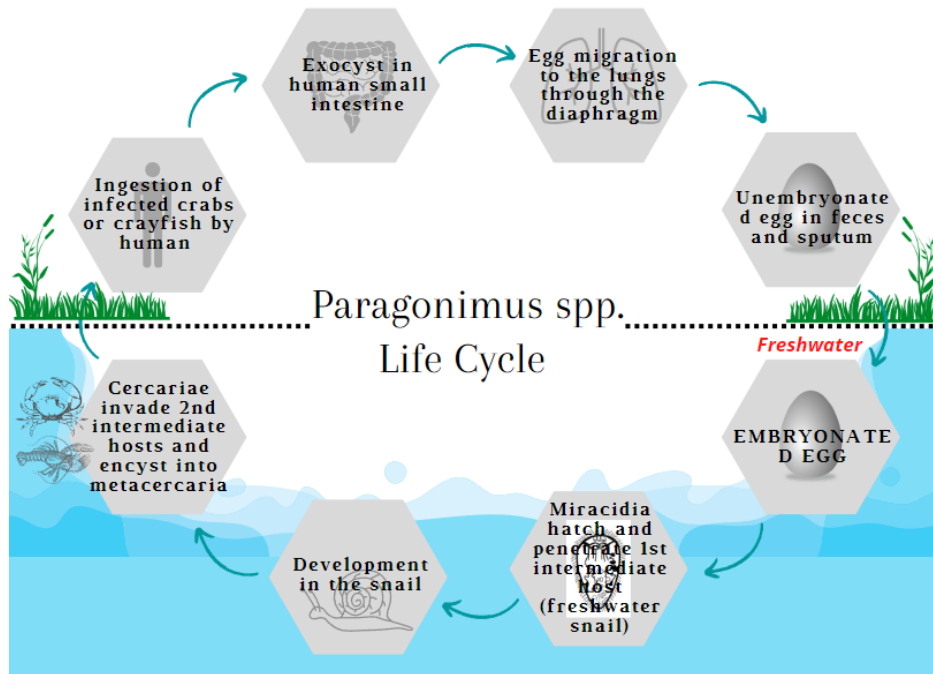 Exocyst in
human small
intestine
Egg migration
to the lungs
through the
diaphragm
Unembryonate
d egg in feces
and sputum
Ingestion of
infected crabs
or crayfish by
human
Paragonimus spp.
Life Cycle
Freshwater
EMBRYONATE
D EGG
Miracidia
hatch and
penetrate 1st
intermediate
host
(freshwater
snail)
Development
in the snail
Cercariae
invade 2nd
intermediate
hosts and
encyst into
metacercaria